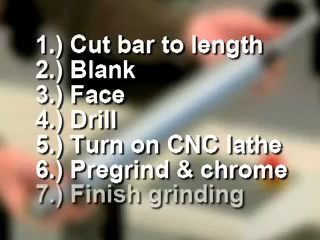 1.) Cut bar to length
2.) Blank
3.) Face
4.) Drill
5.) Turn on CNC lathe
6.) Pregrind & chrome
7.) Finish grinding